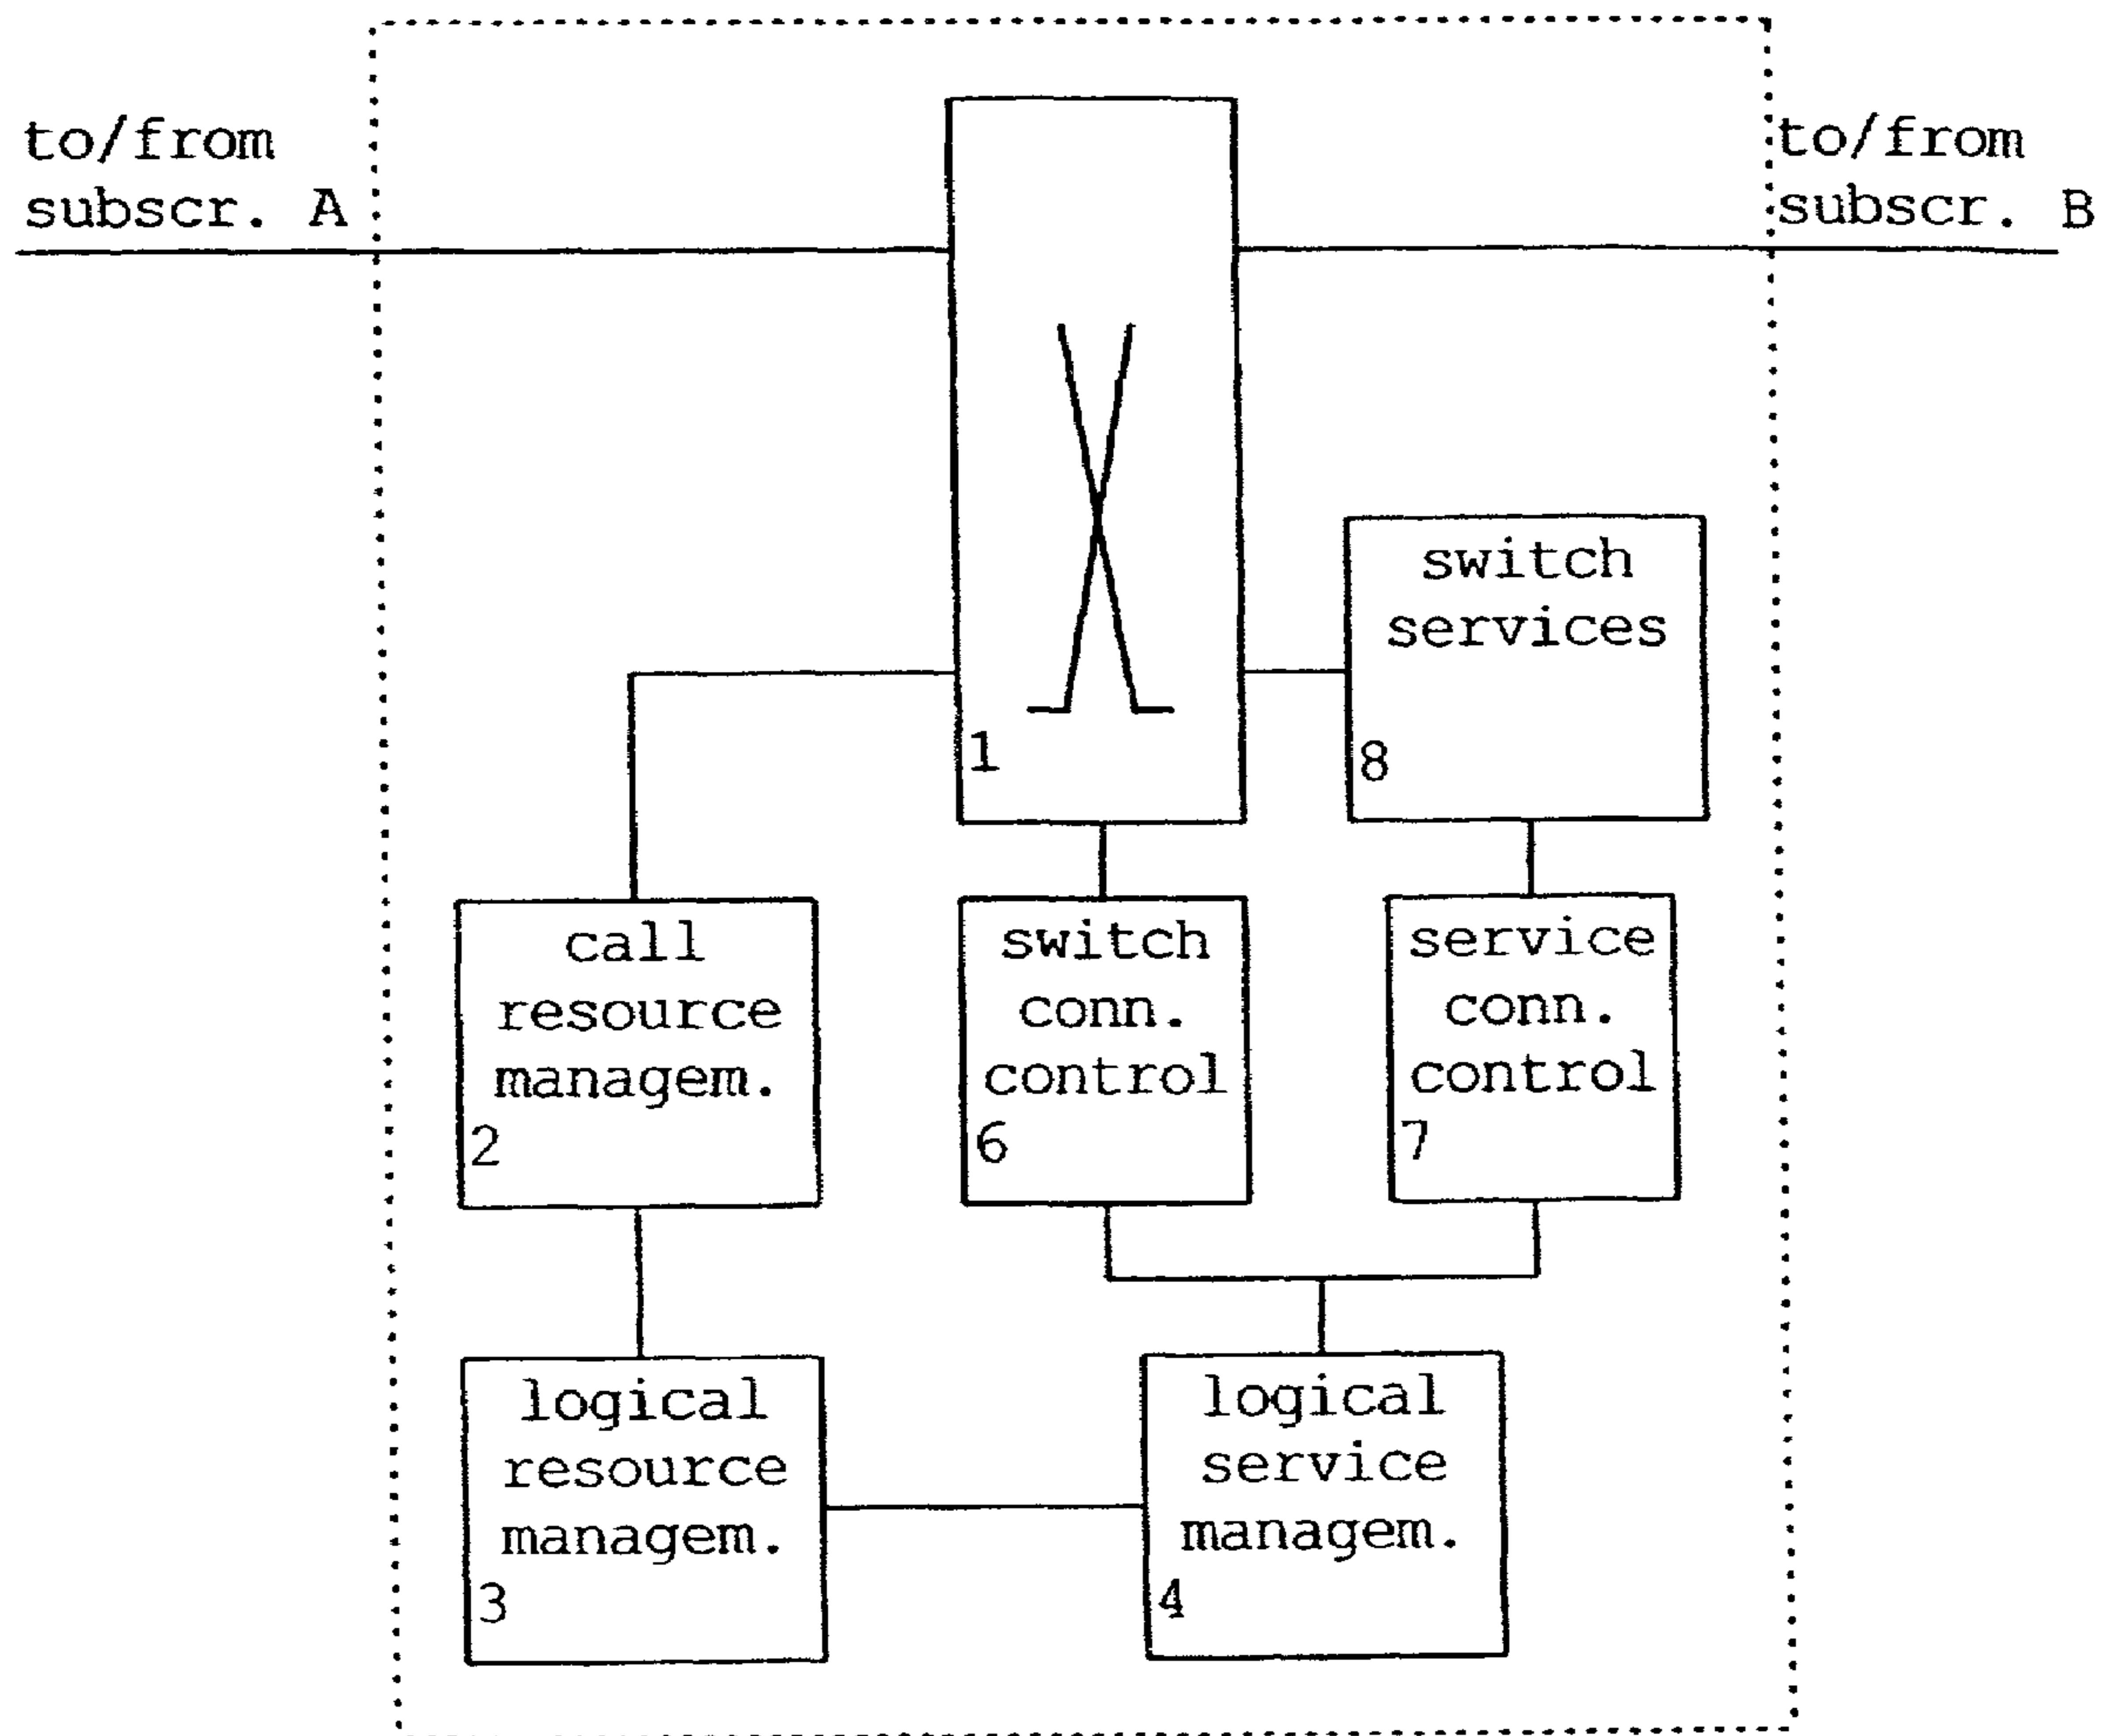 to/from
subscr. A
to/from
subscr. B
1
switch
services
8
call
resource
managem.
2
switch
conn.
control
6
service
conn.
control
7
logical
resource
managem.
3
logical
service
managem.
4